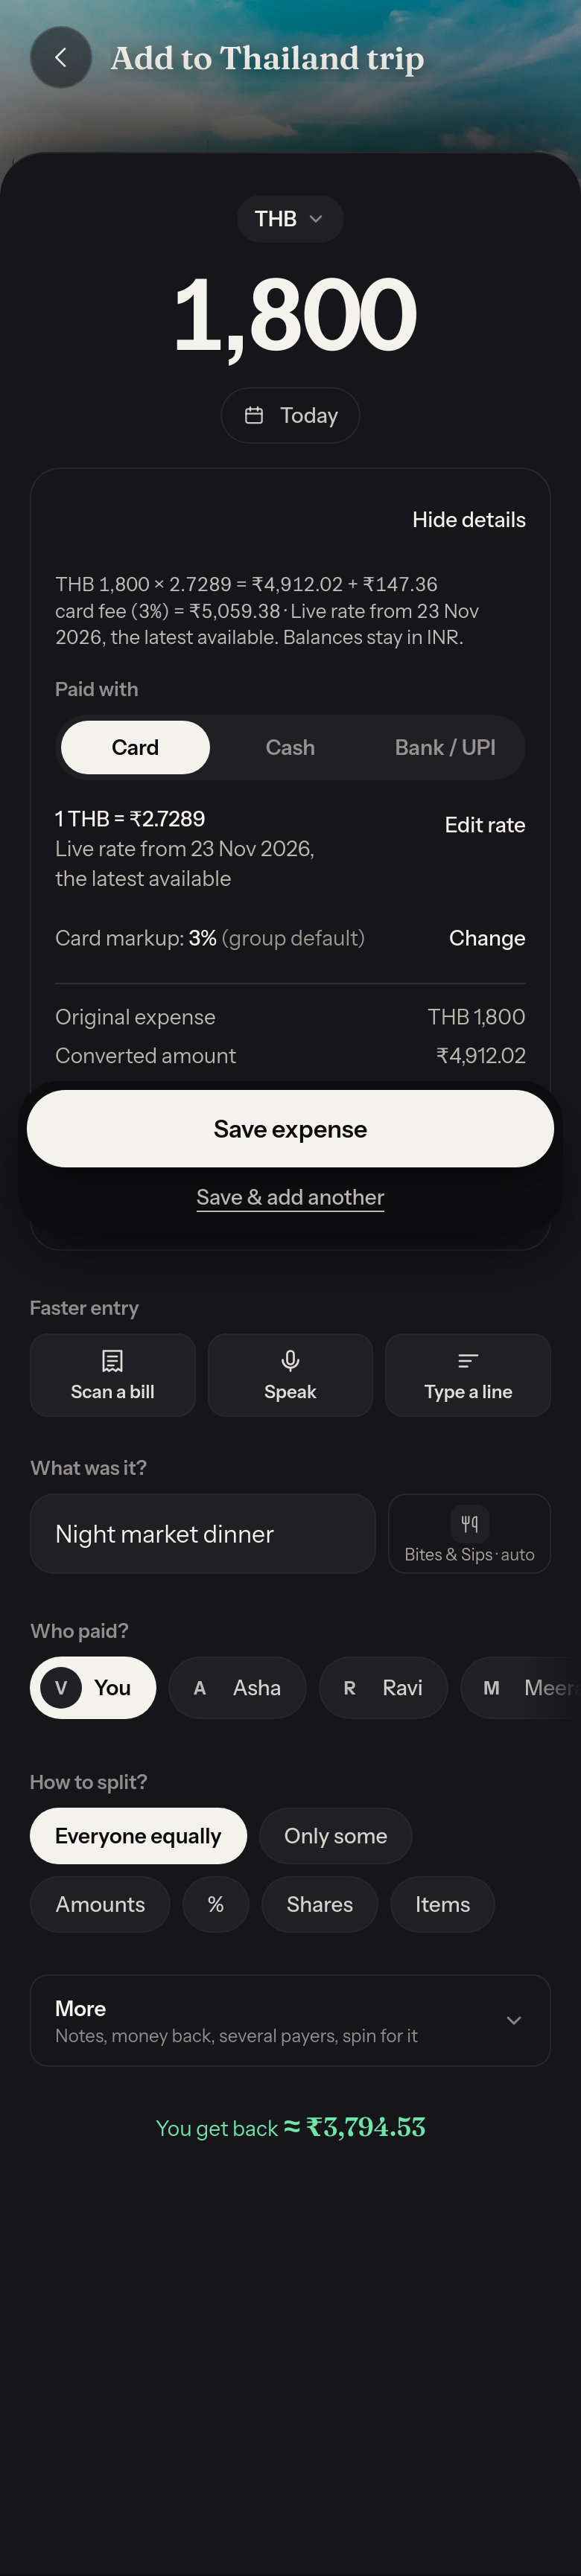 Add to Thailand trip
THB
1,800
Today
Hide details
THB 1,800 × 2.7289 = ₹4,912.02 + ₹147.36
card fee (3%) = ₹5,059.38 · Live rate from 23 Nov
2026, the latest available. Balances stay in INR.
Paid with
Card Cash Bank / UPI
1 THB = ₹2.7289
Edit rate
Live rate from 23 Nov 2026,
the latest available
Card markup: 3% (group default) Change
Original expense THB 1,800
Converted amount ₹4,912.02
Save expense
Save & add another
Faster entry
Scan a bill Speak Type a line
What was it?
Night market dinner
Bites & Sips · auto
Who paid?
V You A Asha R Ravi M
How to split?
Everyone equally Only some
Amounts % Shares Items
More
Notes, money back, several payers, spin for it
You get back ≈ ₹3,794.53